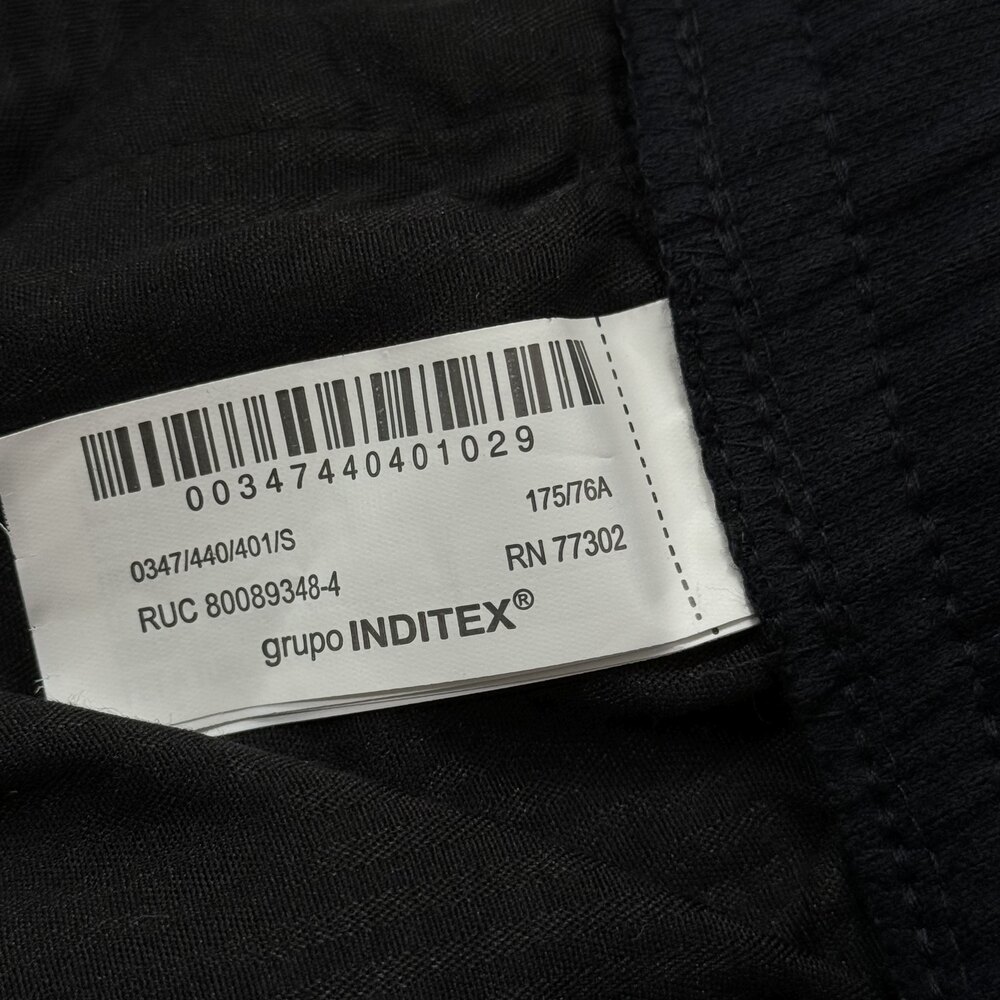 00347440401029
175/76A
0347/440/401/S
RN 77302
RUC 80089348-4
grupo INDITEX®